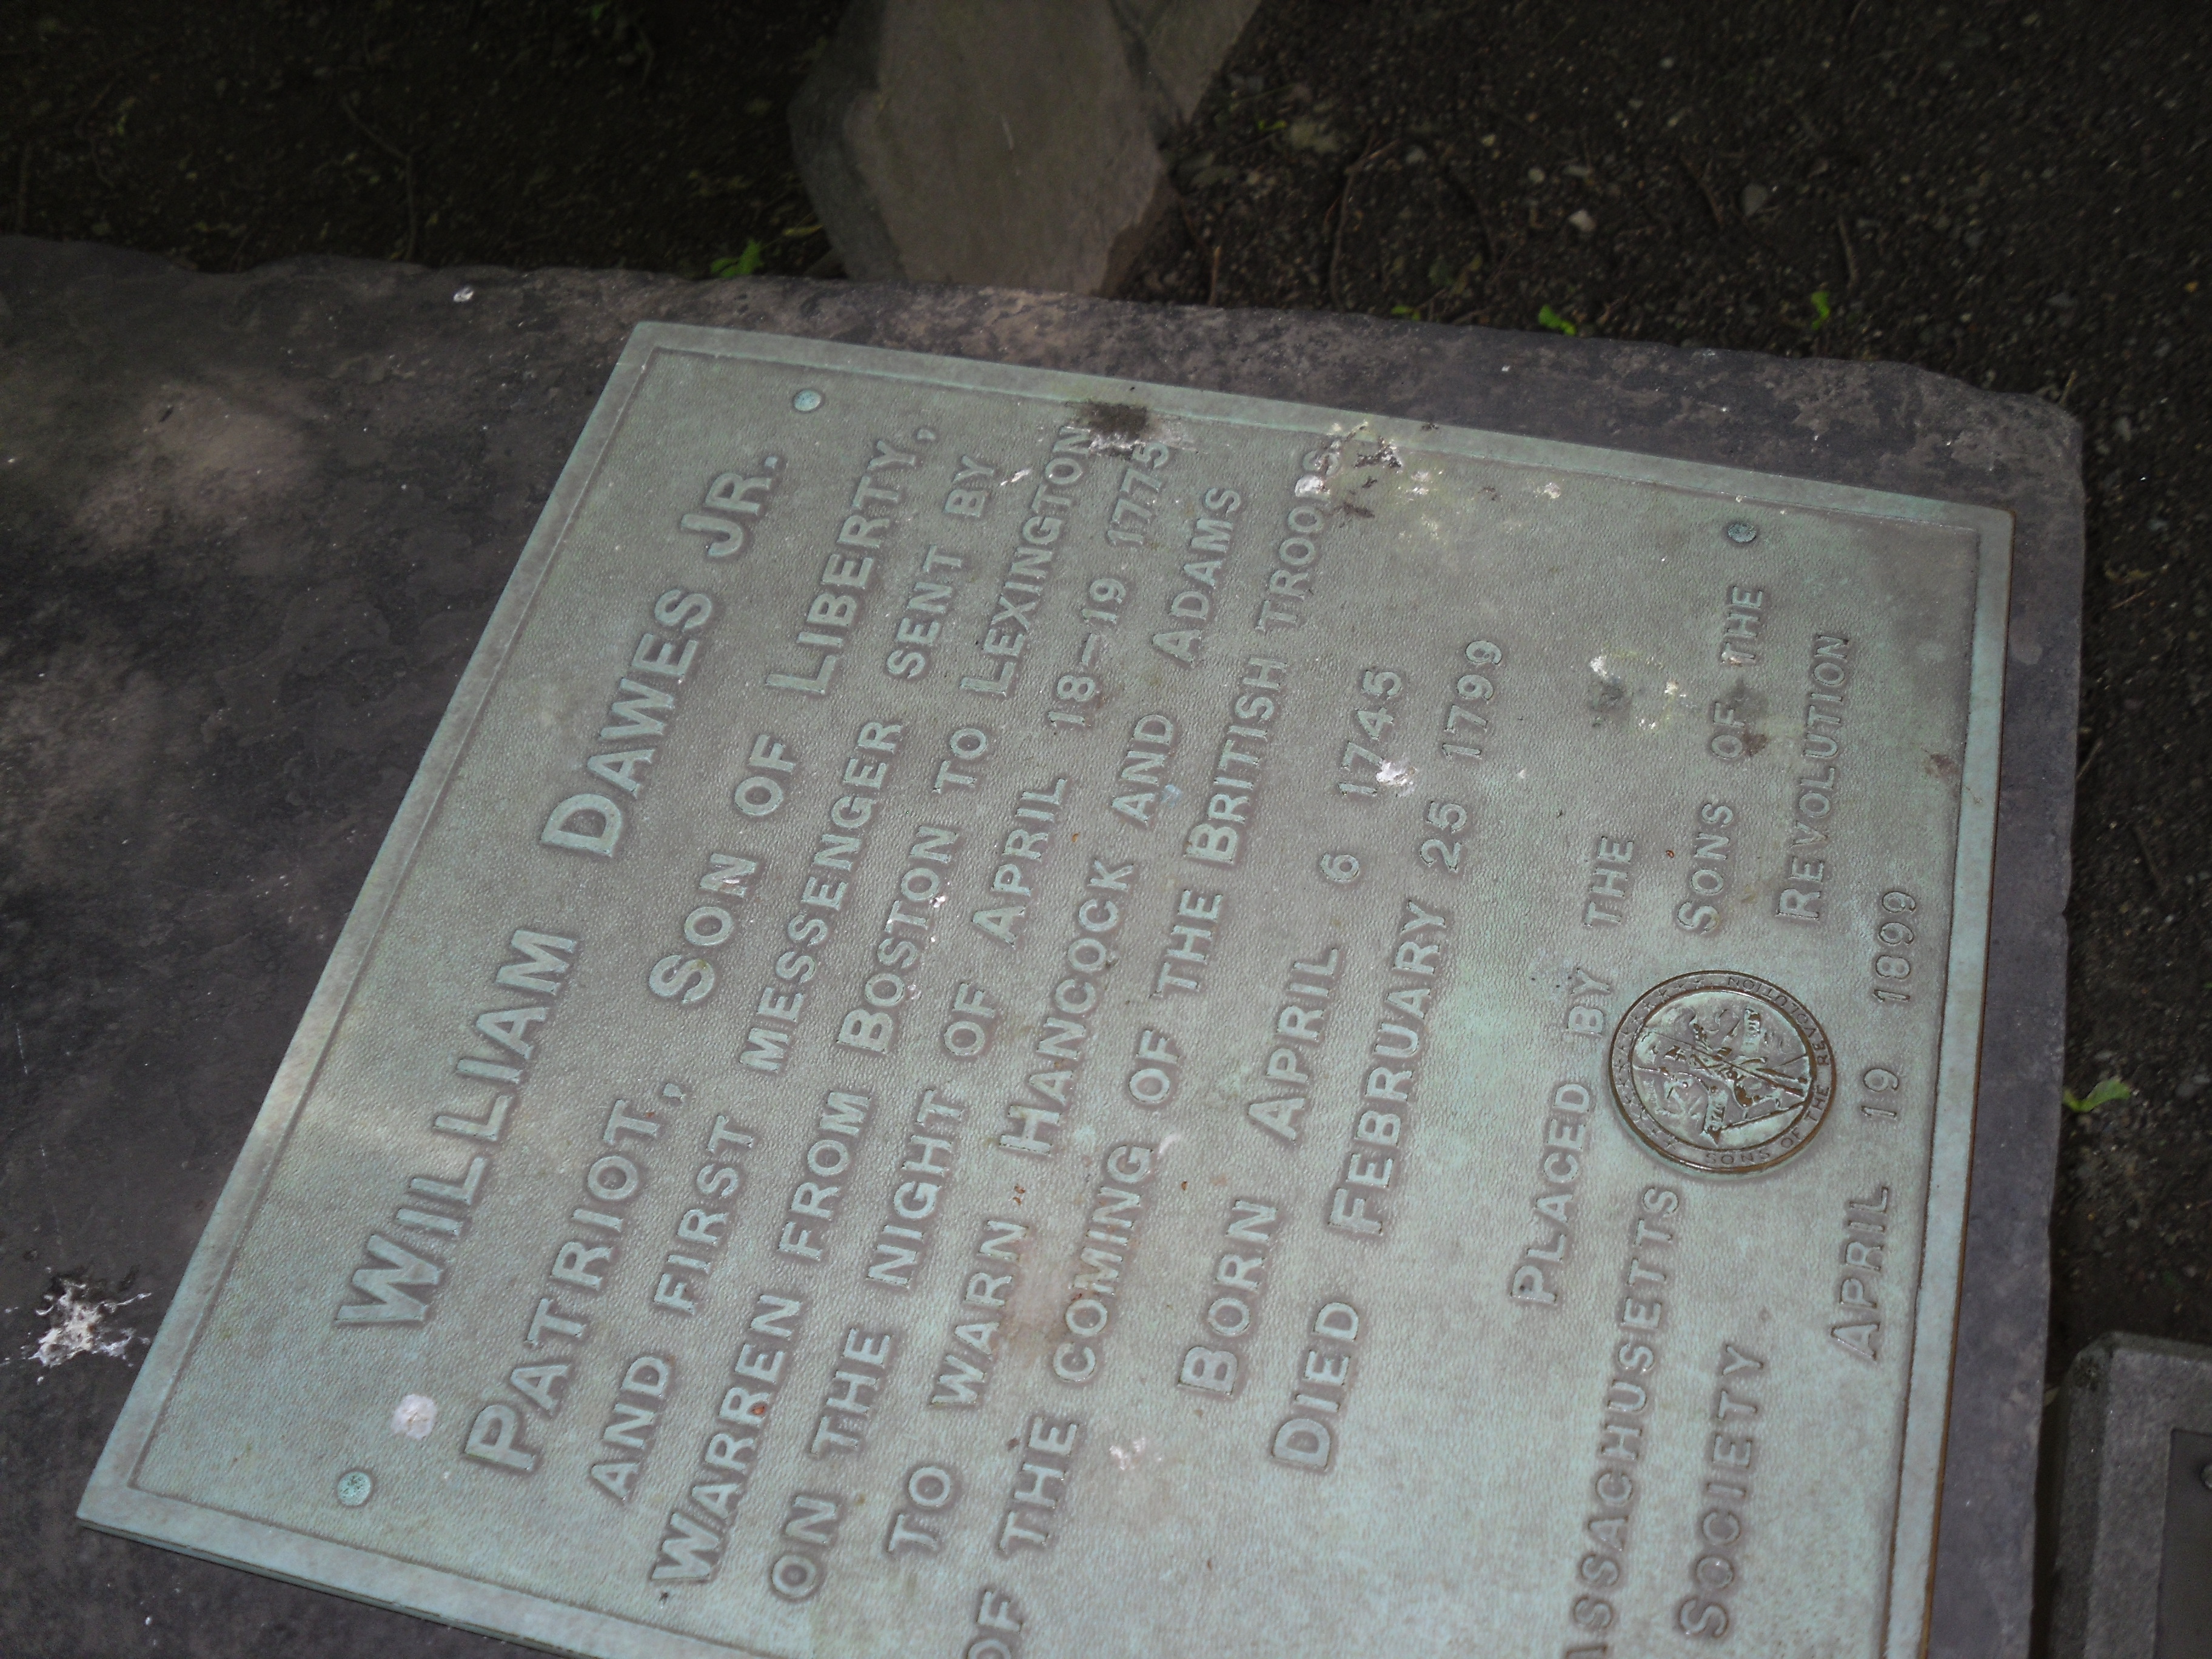 WILLIAM DAWES JR.
PATRIOT, SON OF LIBERTY,
AND FIRST MESSENGER SENT BY
WARREN FROM BOSTON TO LEXINGTON
ON THE NIGHT OF APRIL 18-19 1775
TO WARN HANCOCK AND ADAMS
OF THE COMING OF THE BRITISH TROOPS.
BORN APRIL 6 1745
DIED FEBRUARY 25 1799
PLACED BY THE
ASSACHUSETTS SONS OF THE
SOCIETY REVOLUTION
SONS OF THE REVOLUTION
APRIL 19 1899